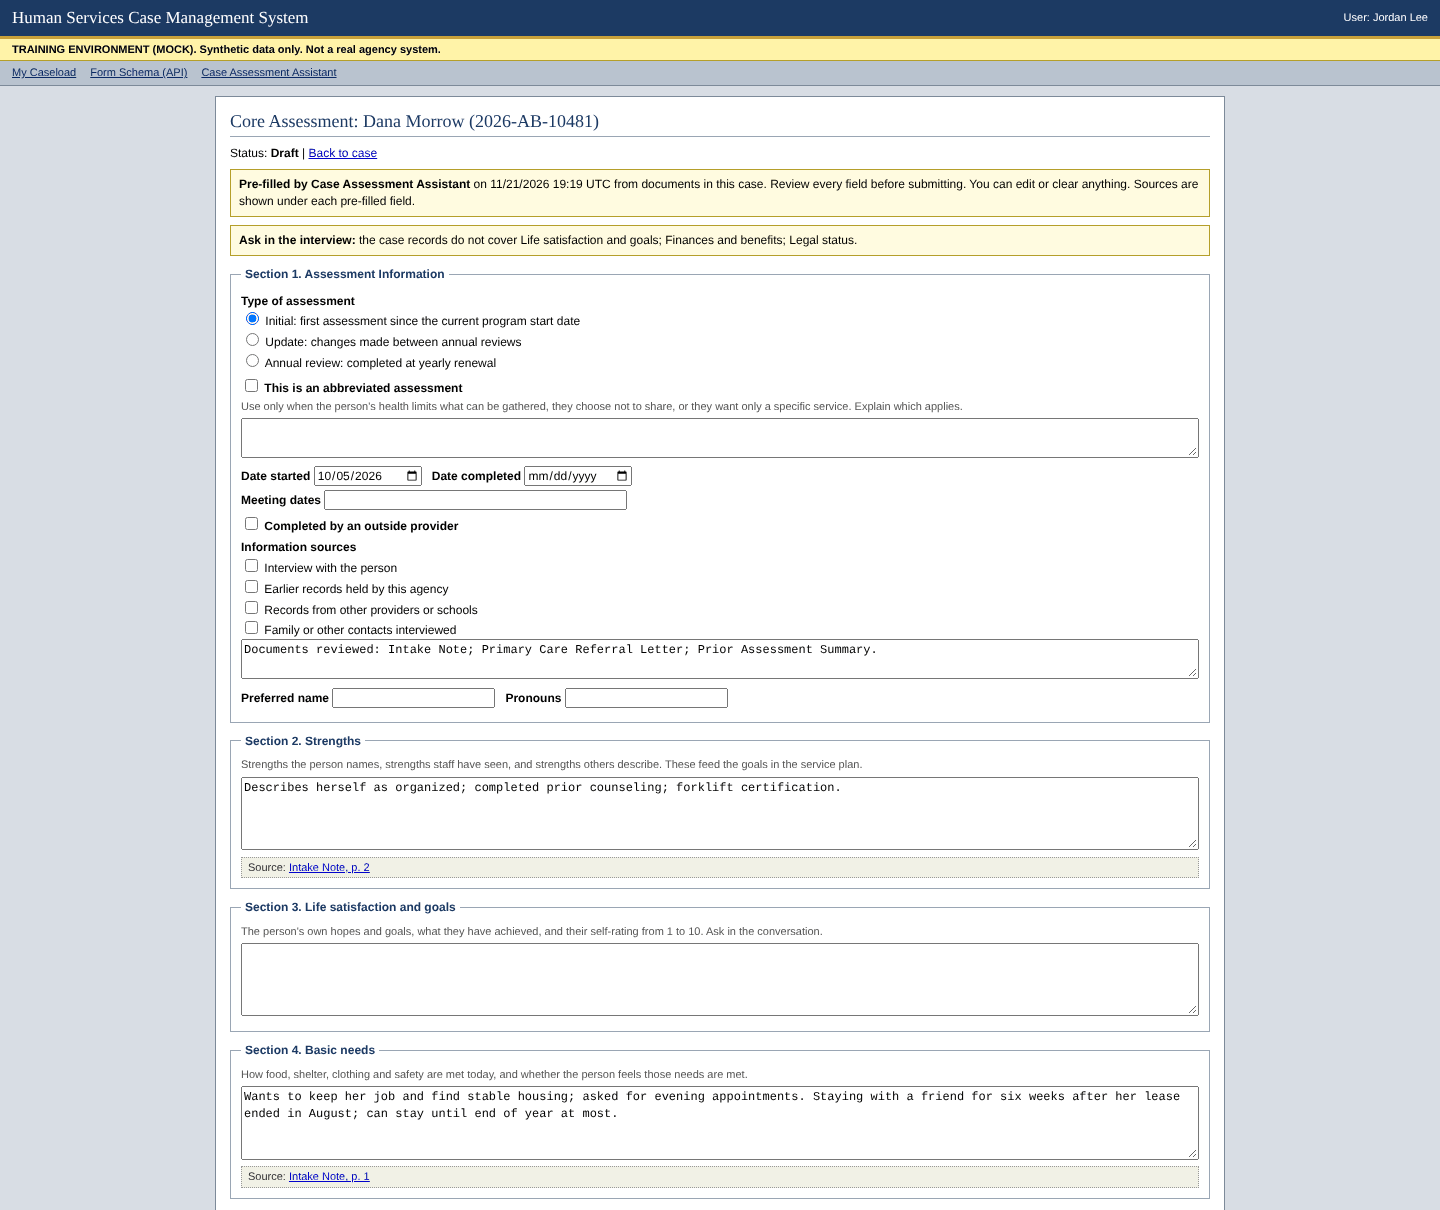 Human Services Case Management System
User: Jordan Lee
TRAINING ENVIRONMENT (MOCK). Synthetic data only. Not a real agency system.
My Caseload Form Schema (API) Case Assessment Assistant
Core Assessment: Dana Morrow (2026-AB-10481)
Status: Draft | Back to case
Pre-filled by Case Assessment Assistant on 11/21/2026 19:19 UTC from documents in this case. Review every field before submitting. You can edit or clear anything. Sources are
shown under each pre-filled field.
Ask in the interview: the case records do not cover Life satisfaction and goals; Finances and benefits; Legal status.
Section 1. Assessment Information
Type of assessment
Initial: first assessment since the current program start date
Update: changes made between annual reviews
Annual review: completed at yearly renewal
This is an abbreviated assessment
Use only when the person's health limits what can be gathered, they choose not to share, or they want only a specific service. Explain which applies.
Date started 10/05/2026 Date completed mm/dd/yyyy
Meeting dates
Completed by an outside provider
Information sources
Interview with the person
Earlier records held by this agency
Records from other providers or schools
Family or other contacts interviewed
Documents reviewed: Intake Note; Primary Care Referral Letter; Prior Assessment Summary.
Preferred name Pronouns
Section 2. Strengths
Strengths the person names, strengths staff have seen, and strengths others describe. These feed the goals in the service plan.
Describes herself as organized; completed prior counseling; forklift certification.
Source: Intake Note, p. 2
Section 3. Life satisfaction and goals
The person's own hopes and goals, what they have achieved, and their self-rating from 1 to 10. Ask in the conversation.
Section 4. Basic needs
How food, shelter, clothing and safety are met today, and whether the person feels those needs are met.
Wants to keep her job and find stable housing; asked for evening appointments. Staying with a friend for six weeks after her lease
ended in August; can stay until end of year at most.
Source: Intake Note, p. 1